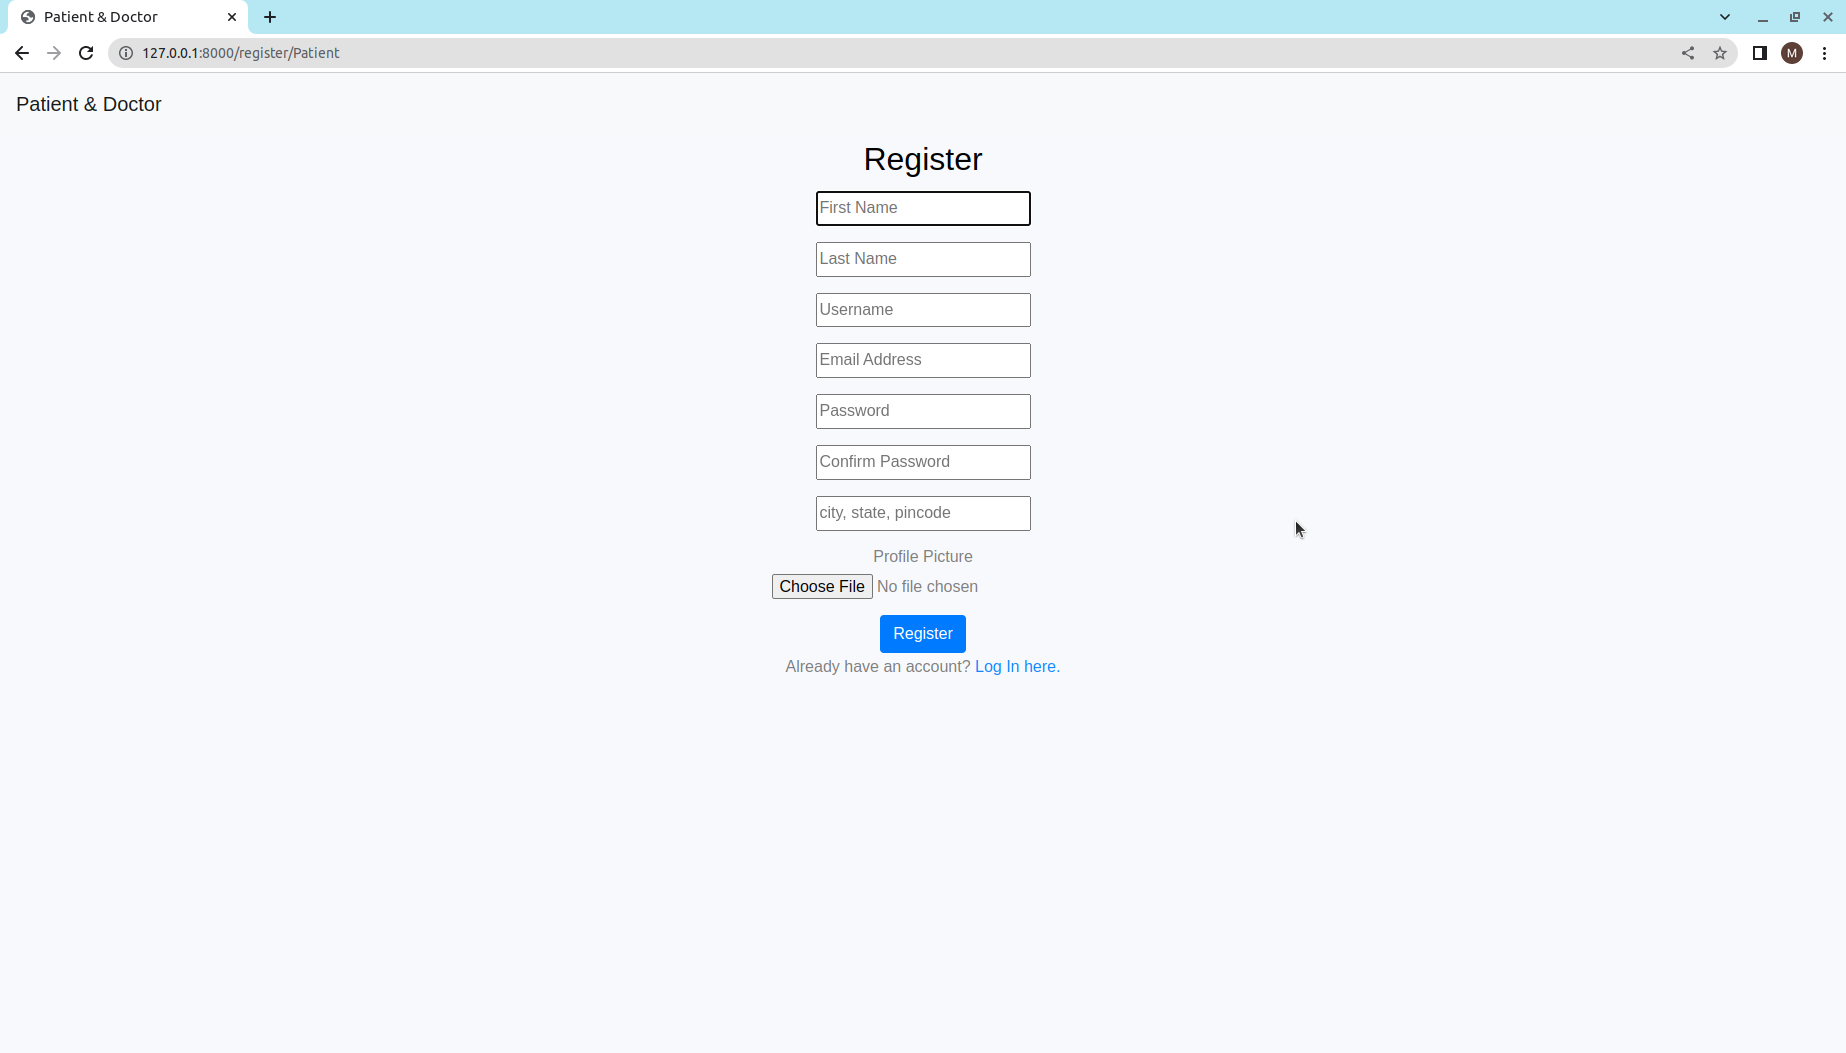 Patient & Doctor
127.0.0.1:8000/register/Patient
M
Patient & Doctor
Register
First Name
Last Name
Username
Email Address
Password
Confirm Password
city, state, pincode
Profile Picture
Choose File No file chosen
Register
Already have an account? Log In here.